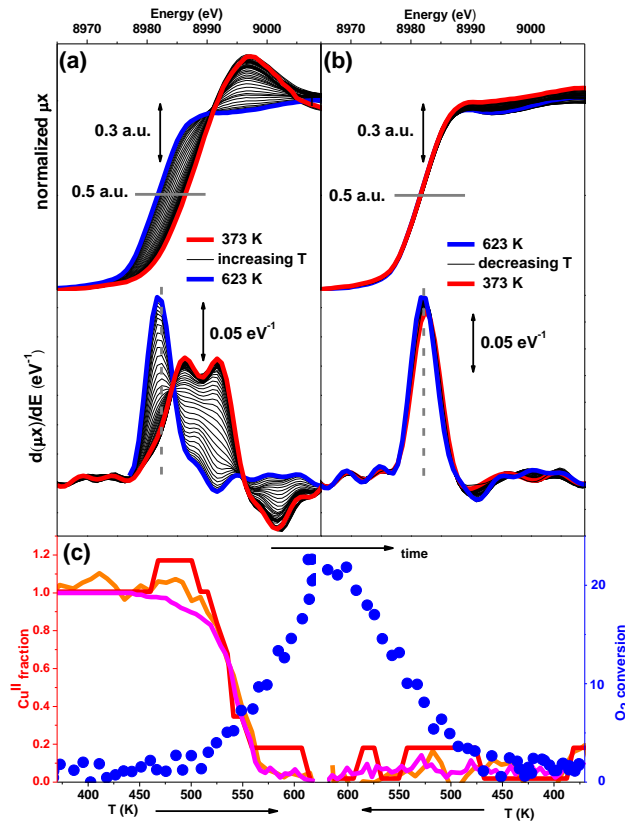 Energy (eV)
Energy(eV)
8970 8980 8990 9000
8970 8980 8990 9000
(a)
(b)
normalized μx
0.3 a.u.
0.3 a.u.
0.5 a.u.
0.5 a.u.
373 K
increasing T
623 K
623 K
decreasing T
373 K
0.05 eV⁻¹
0.05 eV⁻¹
d(μx)/dE (eV⁻¹)
(c)
time
Cu^II fraction
1.2
1.0
0.8
0.6
0.4
0.2
0.0
20
10
0
O₂ conversion
400 450 500 550 600 600 550 500 450 400
T (K)
T (K)